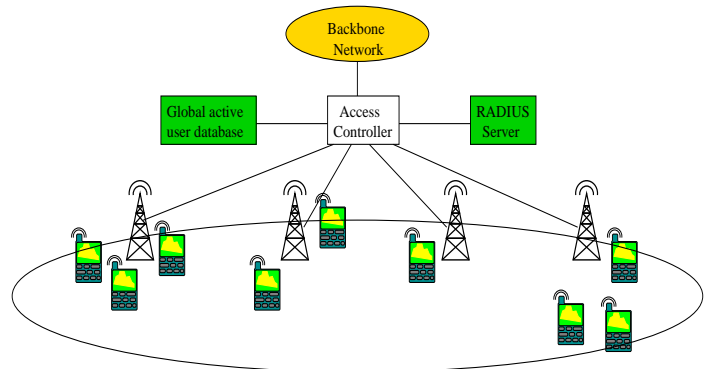 Backbone
Network
Global active
user database
Access
Controller
RADIUS
Server